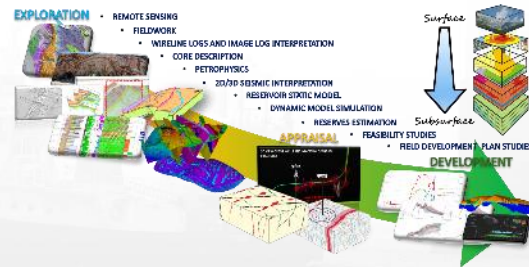 EXPLORATION
• REMOTE SENSING
• FIELDWORK
• WIRELINE LOGS AND IMAGE LOG INTERPRETATION
• CORE DESCRIPTION
• PETROPHYSICS
• 2D/3D SEISMIC INTERPRETATION
• RESERVOIR STATIC MODEL
• DYNAMIC MODEL SIMULATION
• RESERVES ESTIMATION
APPRAISAL
• FEASIBILITY STUDIES
• FIELD DEVELOPMENT PLAN STUDIES
DEVELOPMENT
Surface
Subsurface